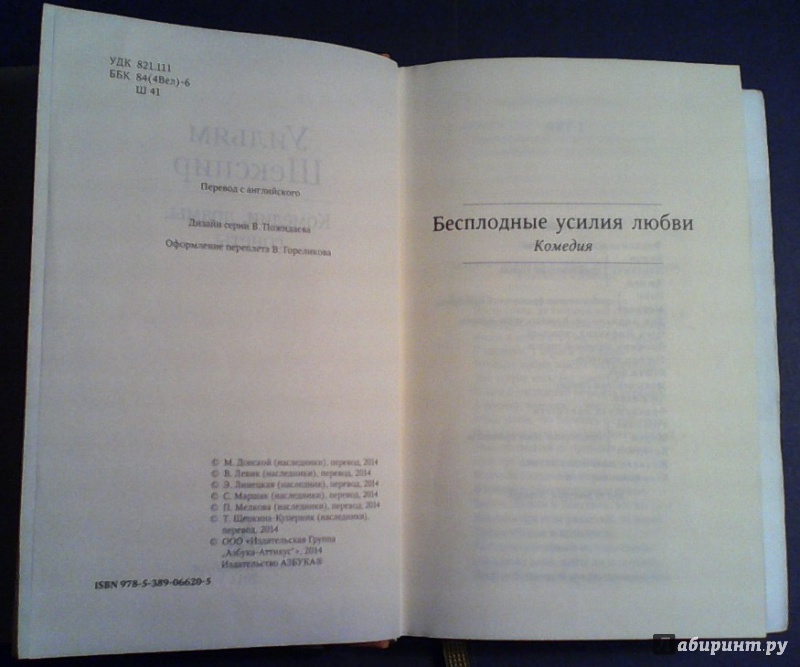 УДК 821.111
ББК 84(4Вел)-6
Ш 41
Уильям
Шекспир
Перевод с английского
Дизайн серии В. Пожидаева
Оформление переплета В. Гореликова
© М. Донской (наследники), перевод, 2014
© В. Левик (наследники), перевод, 2014
© Э. Линецкая (наследники), перевод, 2014
© С. Маршак (наследники), перевод, 2014
© П. Мелкова (наследники), перевод, 2014
© Т. Щепкина-Куперник (наследники),
перевод, 2014
© ООО «Издательская Группа
„Азбука-Аттикус“», 2014
Издательство АЗБУКА®
ISBN 978-5-389-06620-5
Бесплодные усилия любви
Комедия
Лабиринт.ру